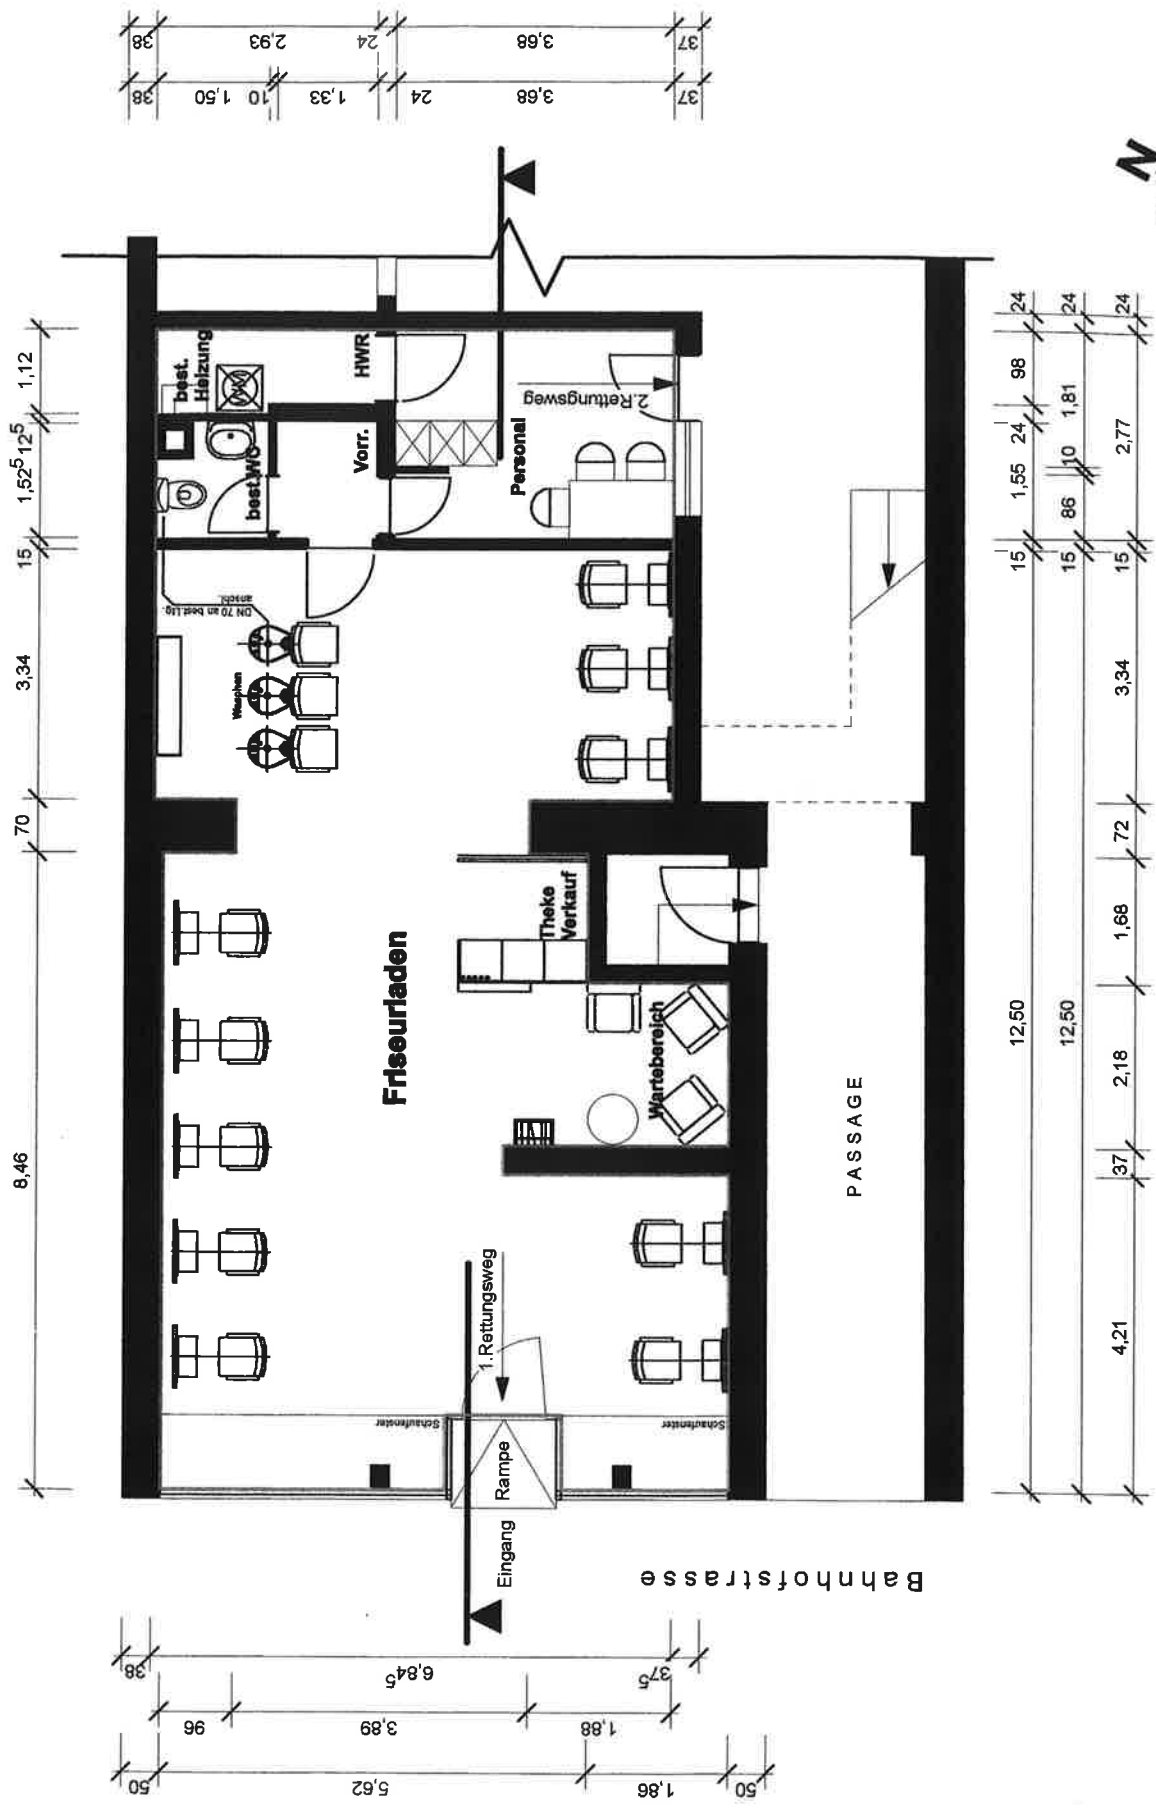 38
2,93
24
3,68
37
38
1,50
10
1,33
24
3,68
37
N
1,12
12⁵
1,52⁵
15
3,34
70
8,46
best.
Heizung
HWR
best.WC
Vorr.
Personal
2.Rettungsweg
DN 70 an best.Ltg.
anschl.
Waschen
Friseurladen
Theke
Verkauf
Wartebereich
PASSAGE
1.Rettungsweg
Schaufenster
Schaufenster
Rampe
Eingang
Bahnhofstrasse
24
98
24
1,55
15
12,50
24
1,81
10
86
15
12,50
24
2,77
15
3,34
72
1,68
2,18
37
4,21
38
6,84⁵
37⁵
96
3,89
1,88
50
5,62
1,86
50